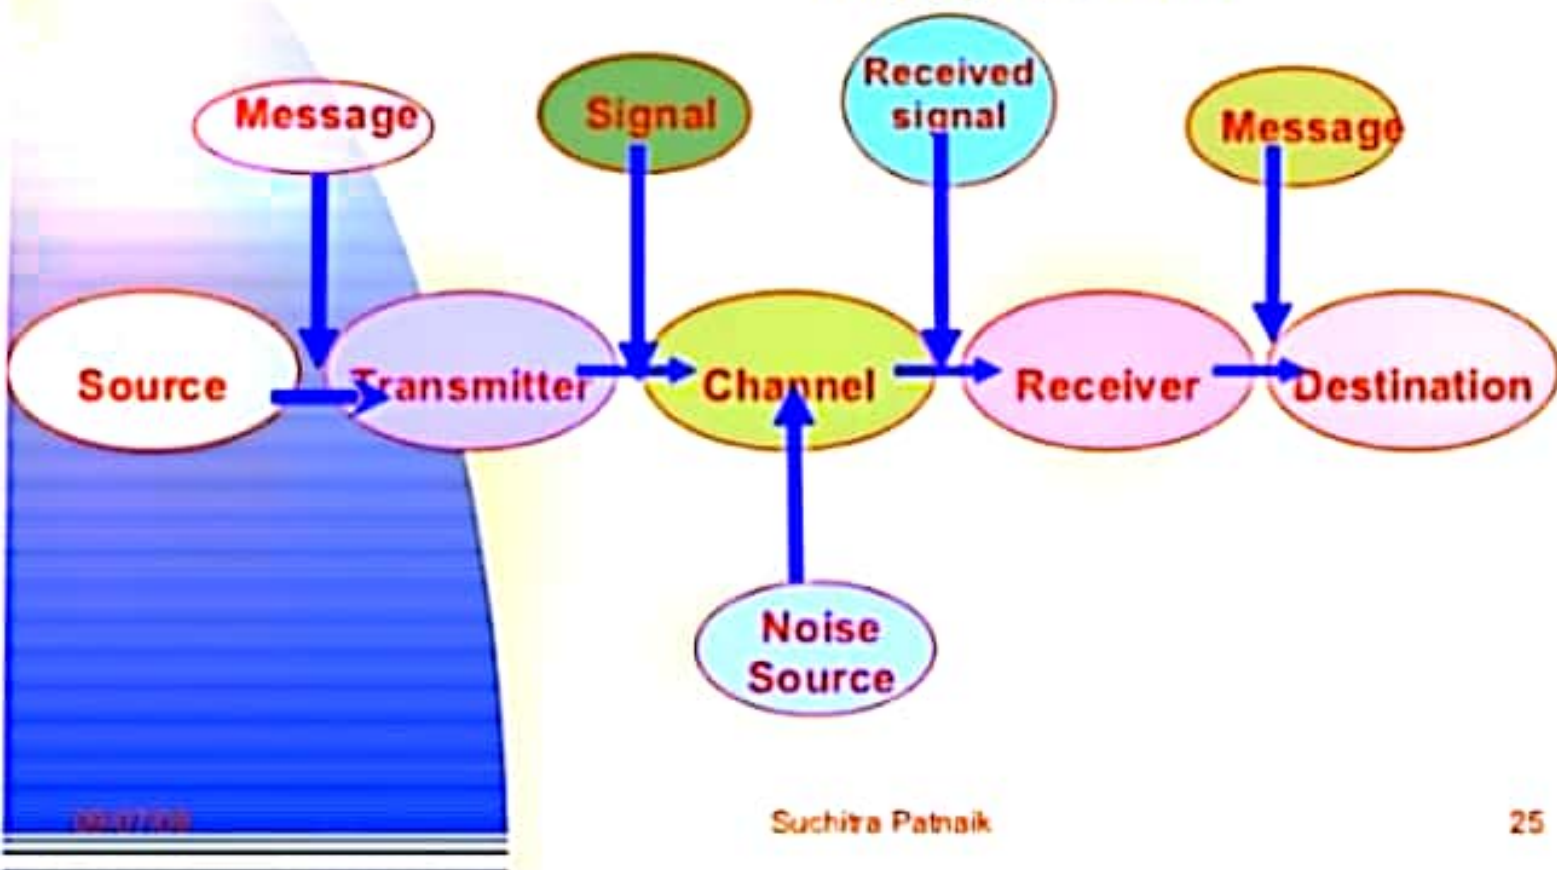 Message
Signal
Received
signal
Message
Source
Transmitter
Channel
Receiver
Destination
Noise
Source
Suchitra Patnaik
25